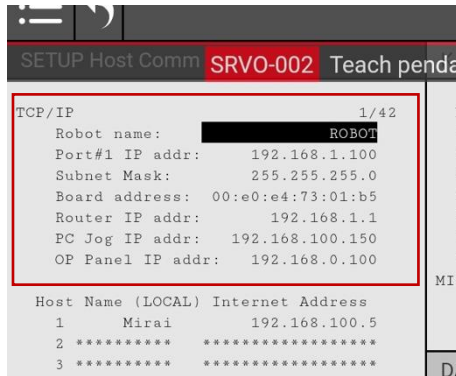 SETUP Host Comm SRVO-002 Teach penda
TCP/IP 1/42
Robot name: ROBOT
Port#1 IP addr: 192.168.1.100
Subnet Mask: 255.255.255.0
Board address: 00:e0:e4:73:01:b5
Router IP addr: 192.168.1.1
PC Jog IP addr: 192.168.100.150
OP Panel IP addr: 192.168.0.100
MI
Host Name (LOCAL) Internet Address
1 Mirai 192.168.100.5
2 ********** ******************
3 ********** ******************